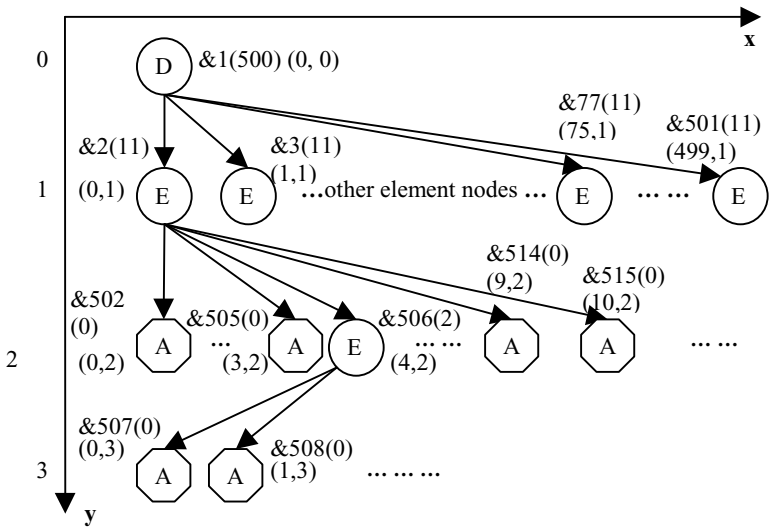 x
0
D
&1(500) (0, 0)
&77(11)
(75,1)
&501(11)
(499,1)
&2(11)
&3(11)
(1,1)
1
(0,1)
E
E
...other element nodes ...
E
... ...
E
&514(0)
(9,2)
&515(0)
(10,2)
&502
(0)
(0,2)
A
&505(0)
...
(3,2)
A
E
&506(2)
(4,2)
... ...
A
A
... ...
2
&507(0)
(0,3)
&508(0)
(1,3)
3
A
A
... ... ...
y